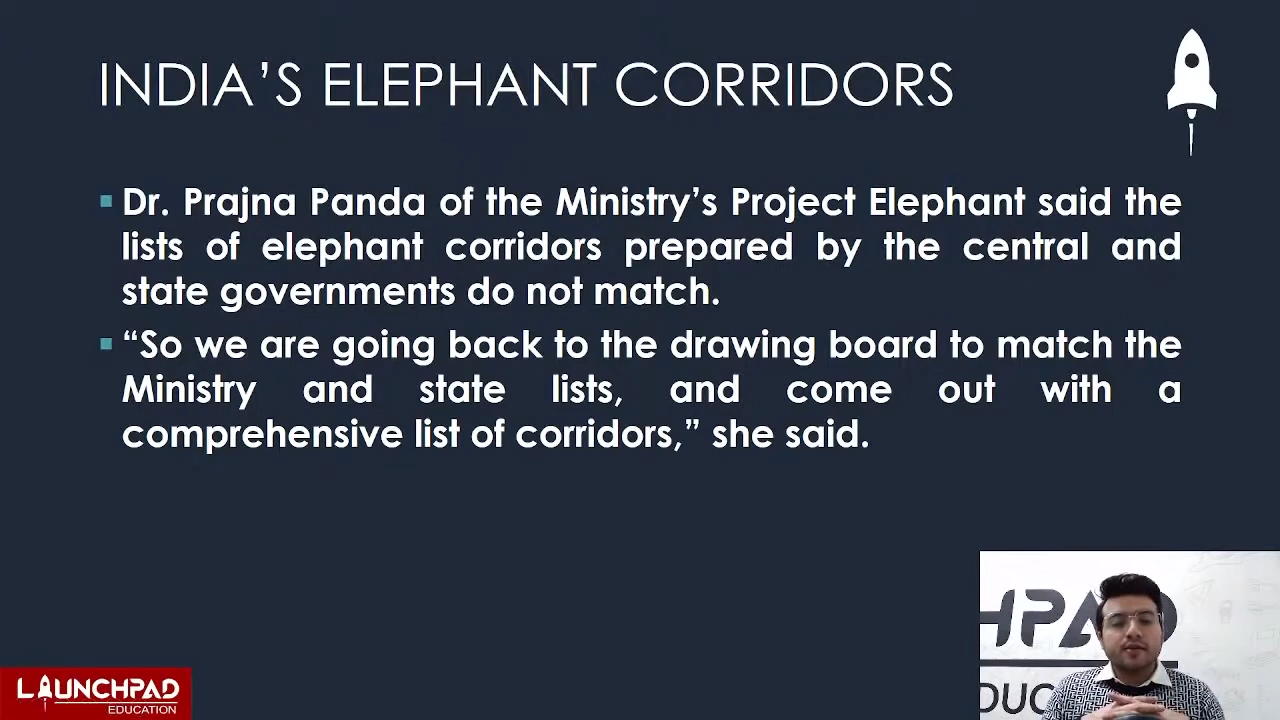 INDIA’S ELEPHANT CORRIDORS
Dr. Prajna Panda of the Ministry’s Project Elephant said the
lists of elephant corridors prepared by the central and
state governments do not match.
“So we are going back to the drawing board to match the
Ministry and state lists, and come out with a
comprehensive list of corridors,” she said.
HPAD
DUC
LAUNCHPAD
EDUCATION